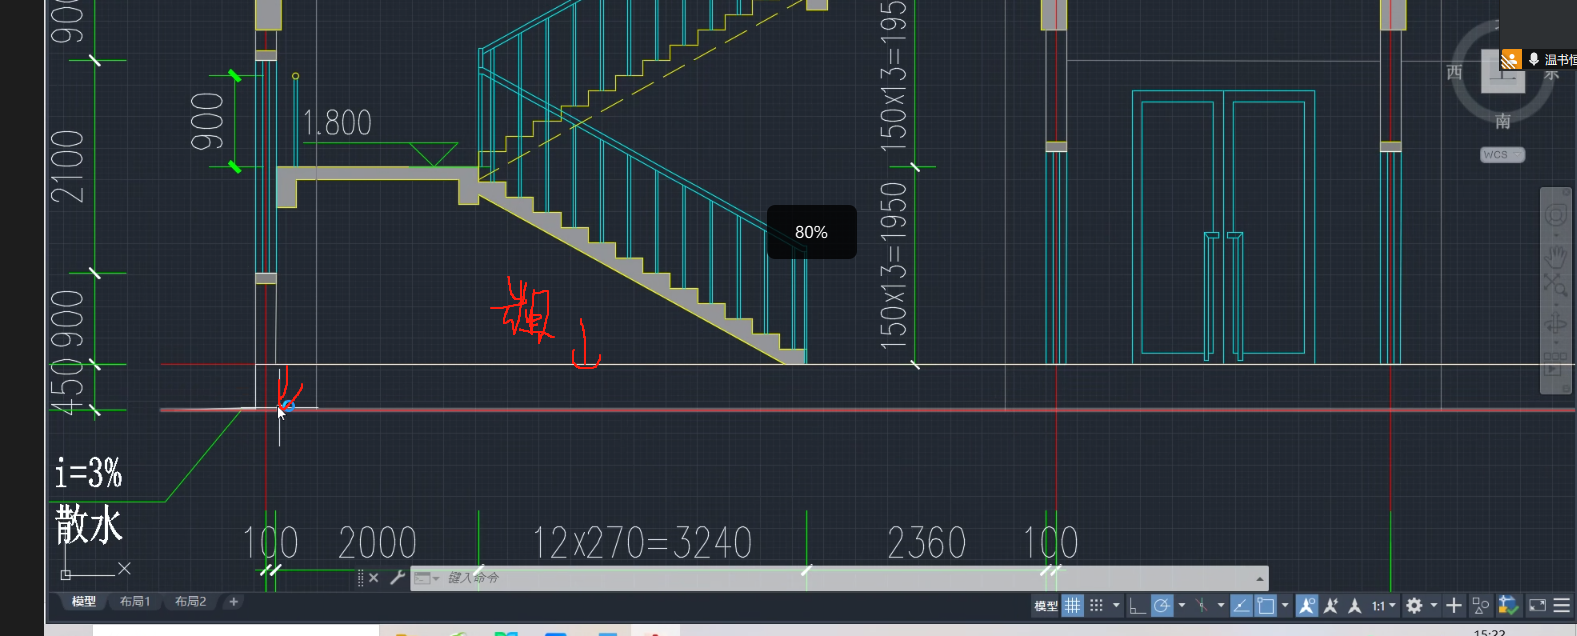 900
2100
900
450
900
1.800
150x13=195
150x13=1950
80%
西
上
东
南
WCS
温书恒
i=3%
散水
100
2000
12x270=3240
2360
100
X
键入命令
模型
布局1
布局2
+
模型
1:1
15:22